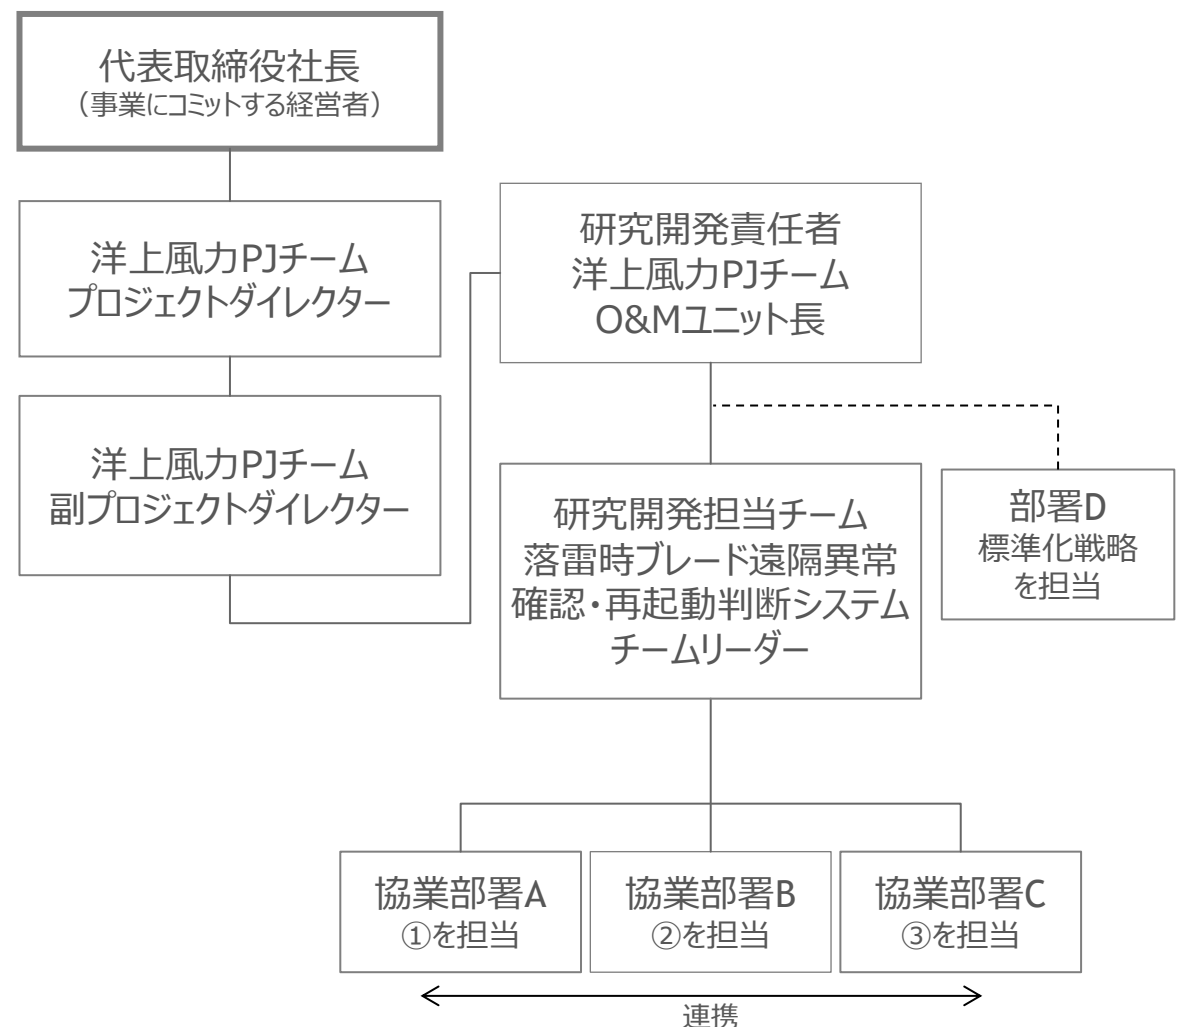 代表取締役社長
（事業にコミットする経営者）
洋上風力PJチーム
プロジェクトダイレクター
洋上風力PJチーム
副プロジェクトダイレクター
研究開発責任者
洋上風力PJチーム
O&Mユニット長
研究開発担当チーム
落雷時ブレード遠隔異常
確認・再起動判断システム
チームリーダー
部署D
標準化戦略
を担当
協業部署A
①を担当
協業部署B
②を担当
協業部署C
③を担当
連携